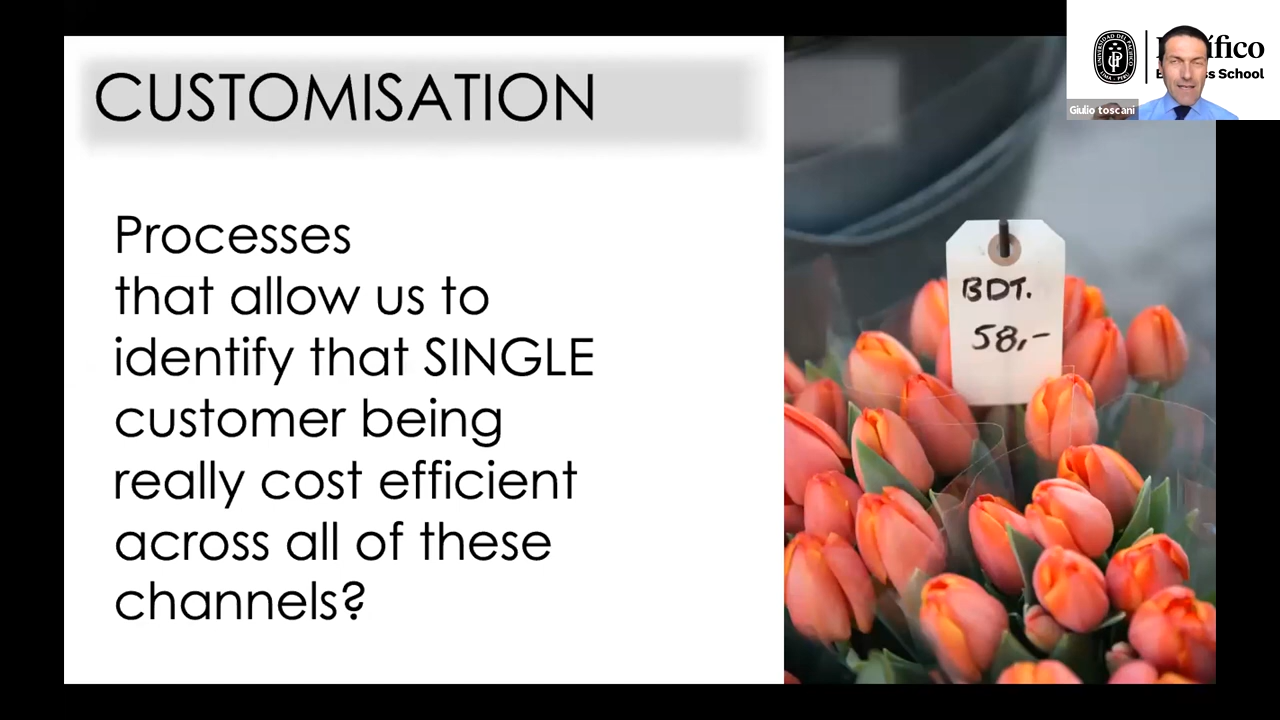 CUSTOMISATION
Processes
that allow us to
identify that SINGLE
customer being
really cost efficient
across all of these
channels?
BDT.
58,-
School
Giulio toscani